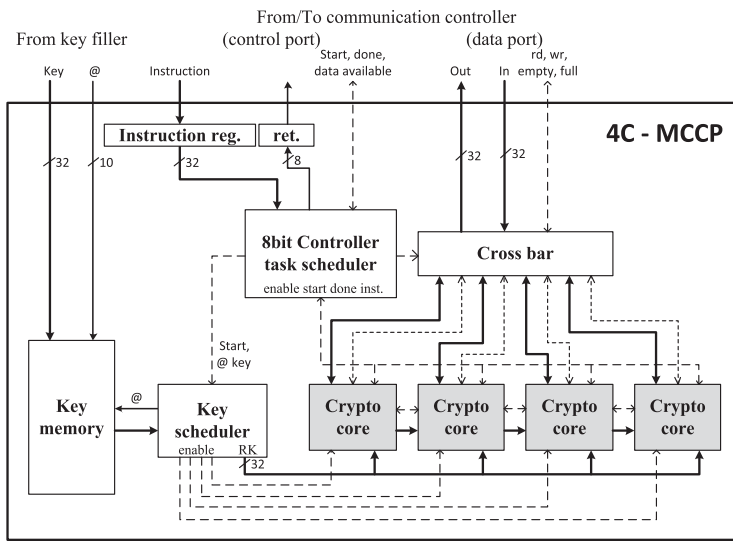 From/To communication controller
From key filler
(control port)
(data port)
Key
@
Instruction
Start, done,
data available
Out
In
rd, wr,
empty, full
Instruction reg.
ret.
4C - MCCP
32
10
32
8
32
32
8bit Controller
task scheduler
enable start done inst.
Cross bar
Start,
@ key
Key
memory
@
Key
scheduler
enable
RK
32
Crypto
core
Crypto
core
Crypto
core
Crypto
core